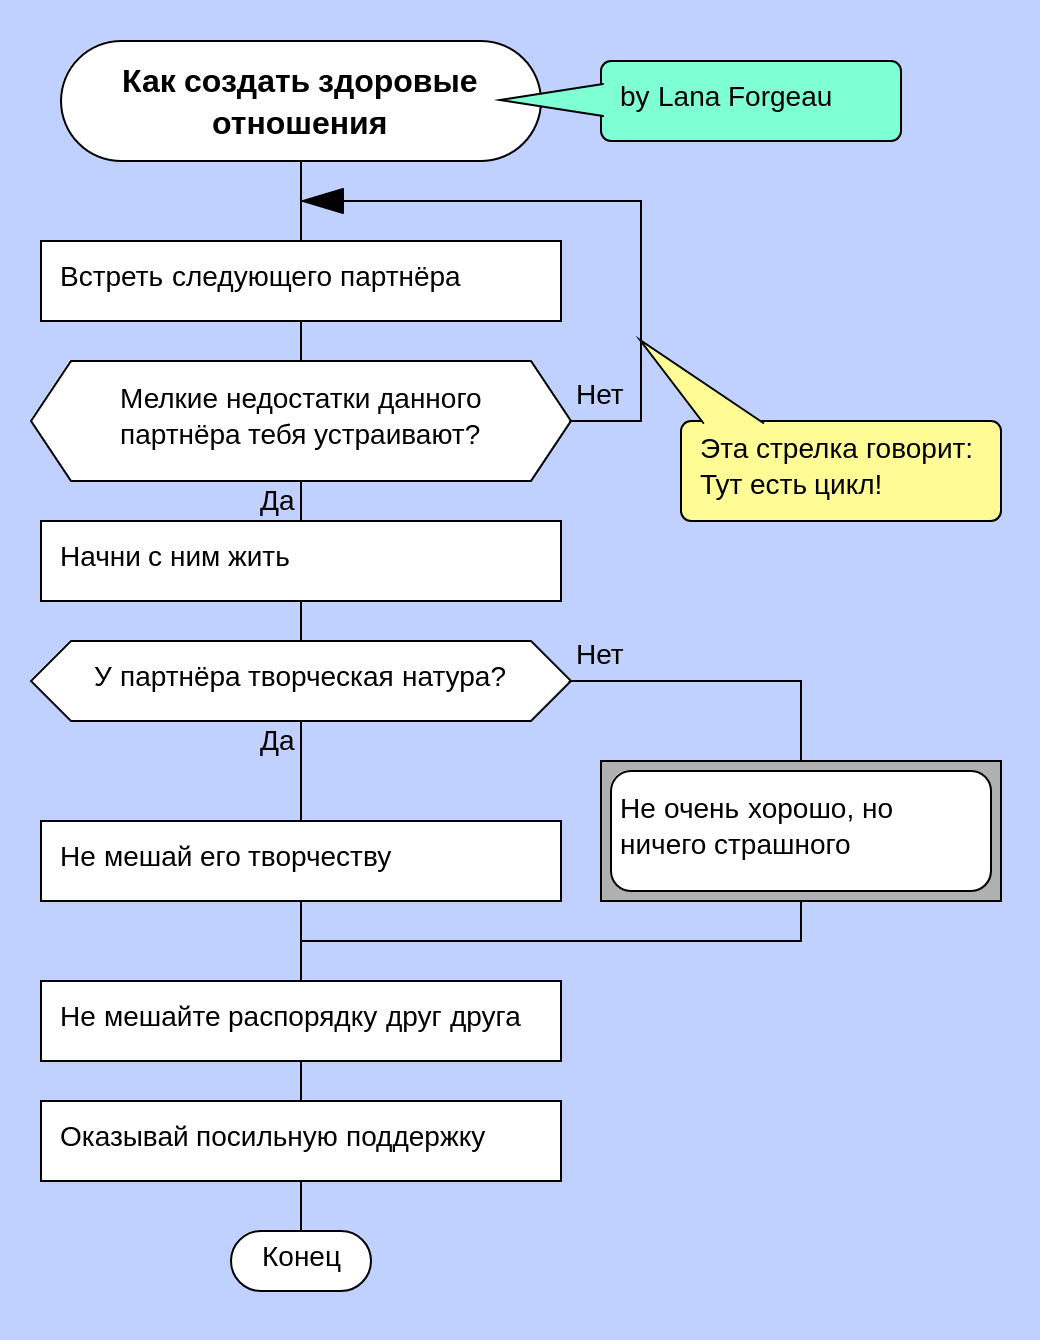 Как создать здоровые
отношения
by Lana Forgeau
Встреть следующего партнёра
Мелкие недостатки данного
партнёра тебя устраивают?
Нет
Эта стрелка говорит:
Тут есть цикл!
Да
Начни с ним жить
У партнёра творческая натура?
Нет
Да
Не очень хорошо, но
ничего страшного
Не мешай его творчеству
Не мешайте распорядку друг друга
Оказывай посильную поддержку
Конец